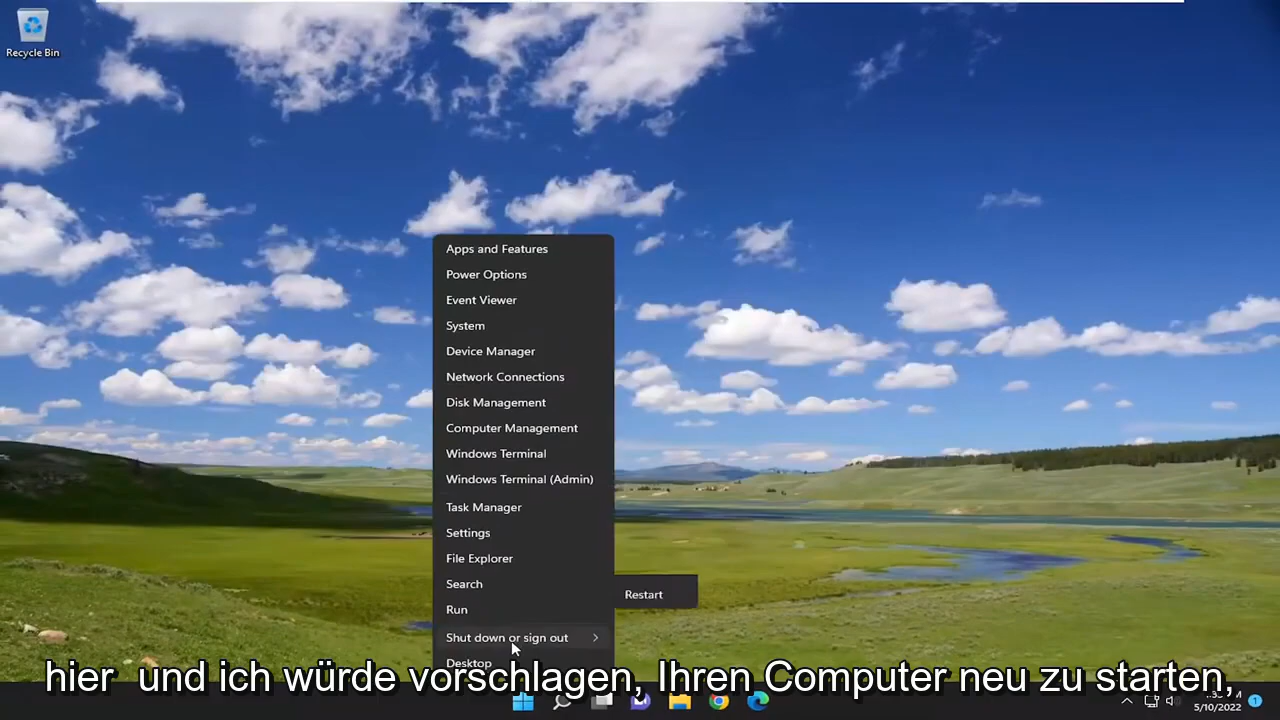 Recycle Bin
Apps and Features
Power Options
Event Viewer
System
Device Manager
Network Connections
Disk Management
Computer Management
Windows Terminal
Windows Terminal (Admin)
Task Manager
Settings
File Explorer
Search
Run
Restart
Shut down or sign out
Desktop
hier und ich würde vorschlagen, Ihren Computer neu zu starten,
5/10/2022
1